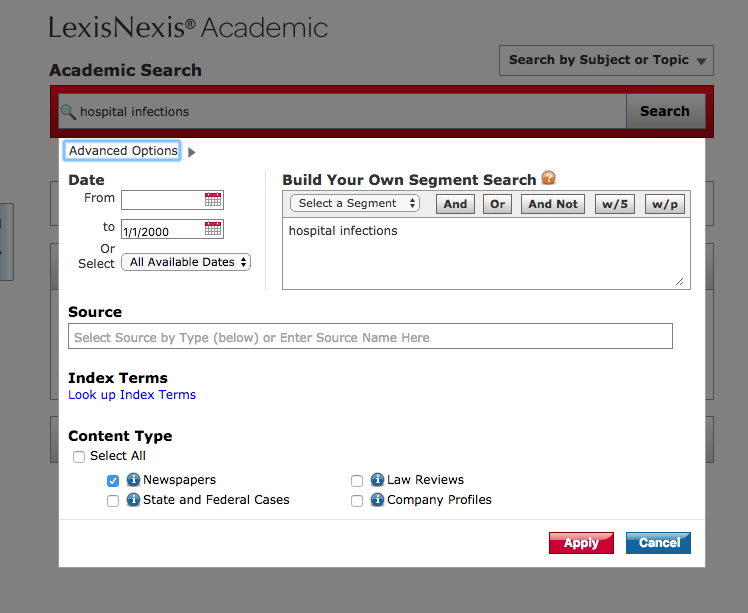 LexisNexis® Academic
Academic Search
Search by Subject or Topic
hospital infections
Search
Advanced Options
Date
From
to 1/1/2000
Or
Select All Available Dates
Build Your Own Segment Search ?
Select a Segment And Or And Not w/5 w/p
hospital infections
Source
Select Source by Type (below) or Enter Source Name Here
Index Terms
Look up Index Terms
Content Type
Select All
i Newspapers i Law Reviews
i State and Federal Cases i Company Profiles
Apply Cancel